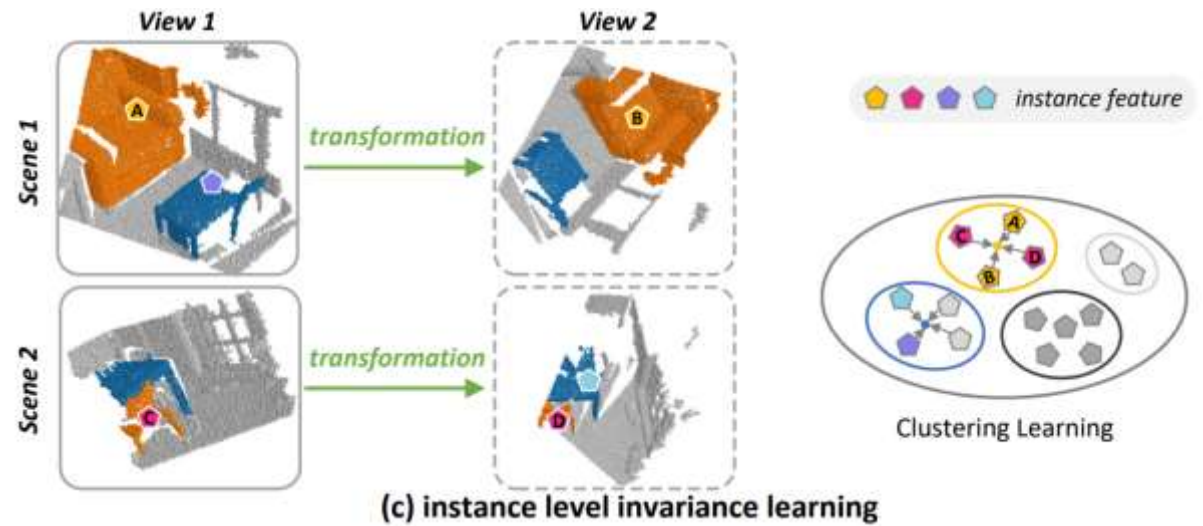 View 1
View 2
Scene 1
A
transformation
B
instance feature
Scene 2
C
transformation
D
A
C
D
B
Clustering Learning
(c) instance level invariance learning